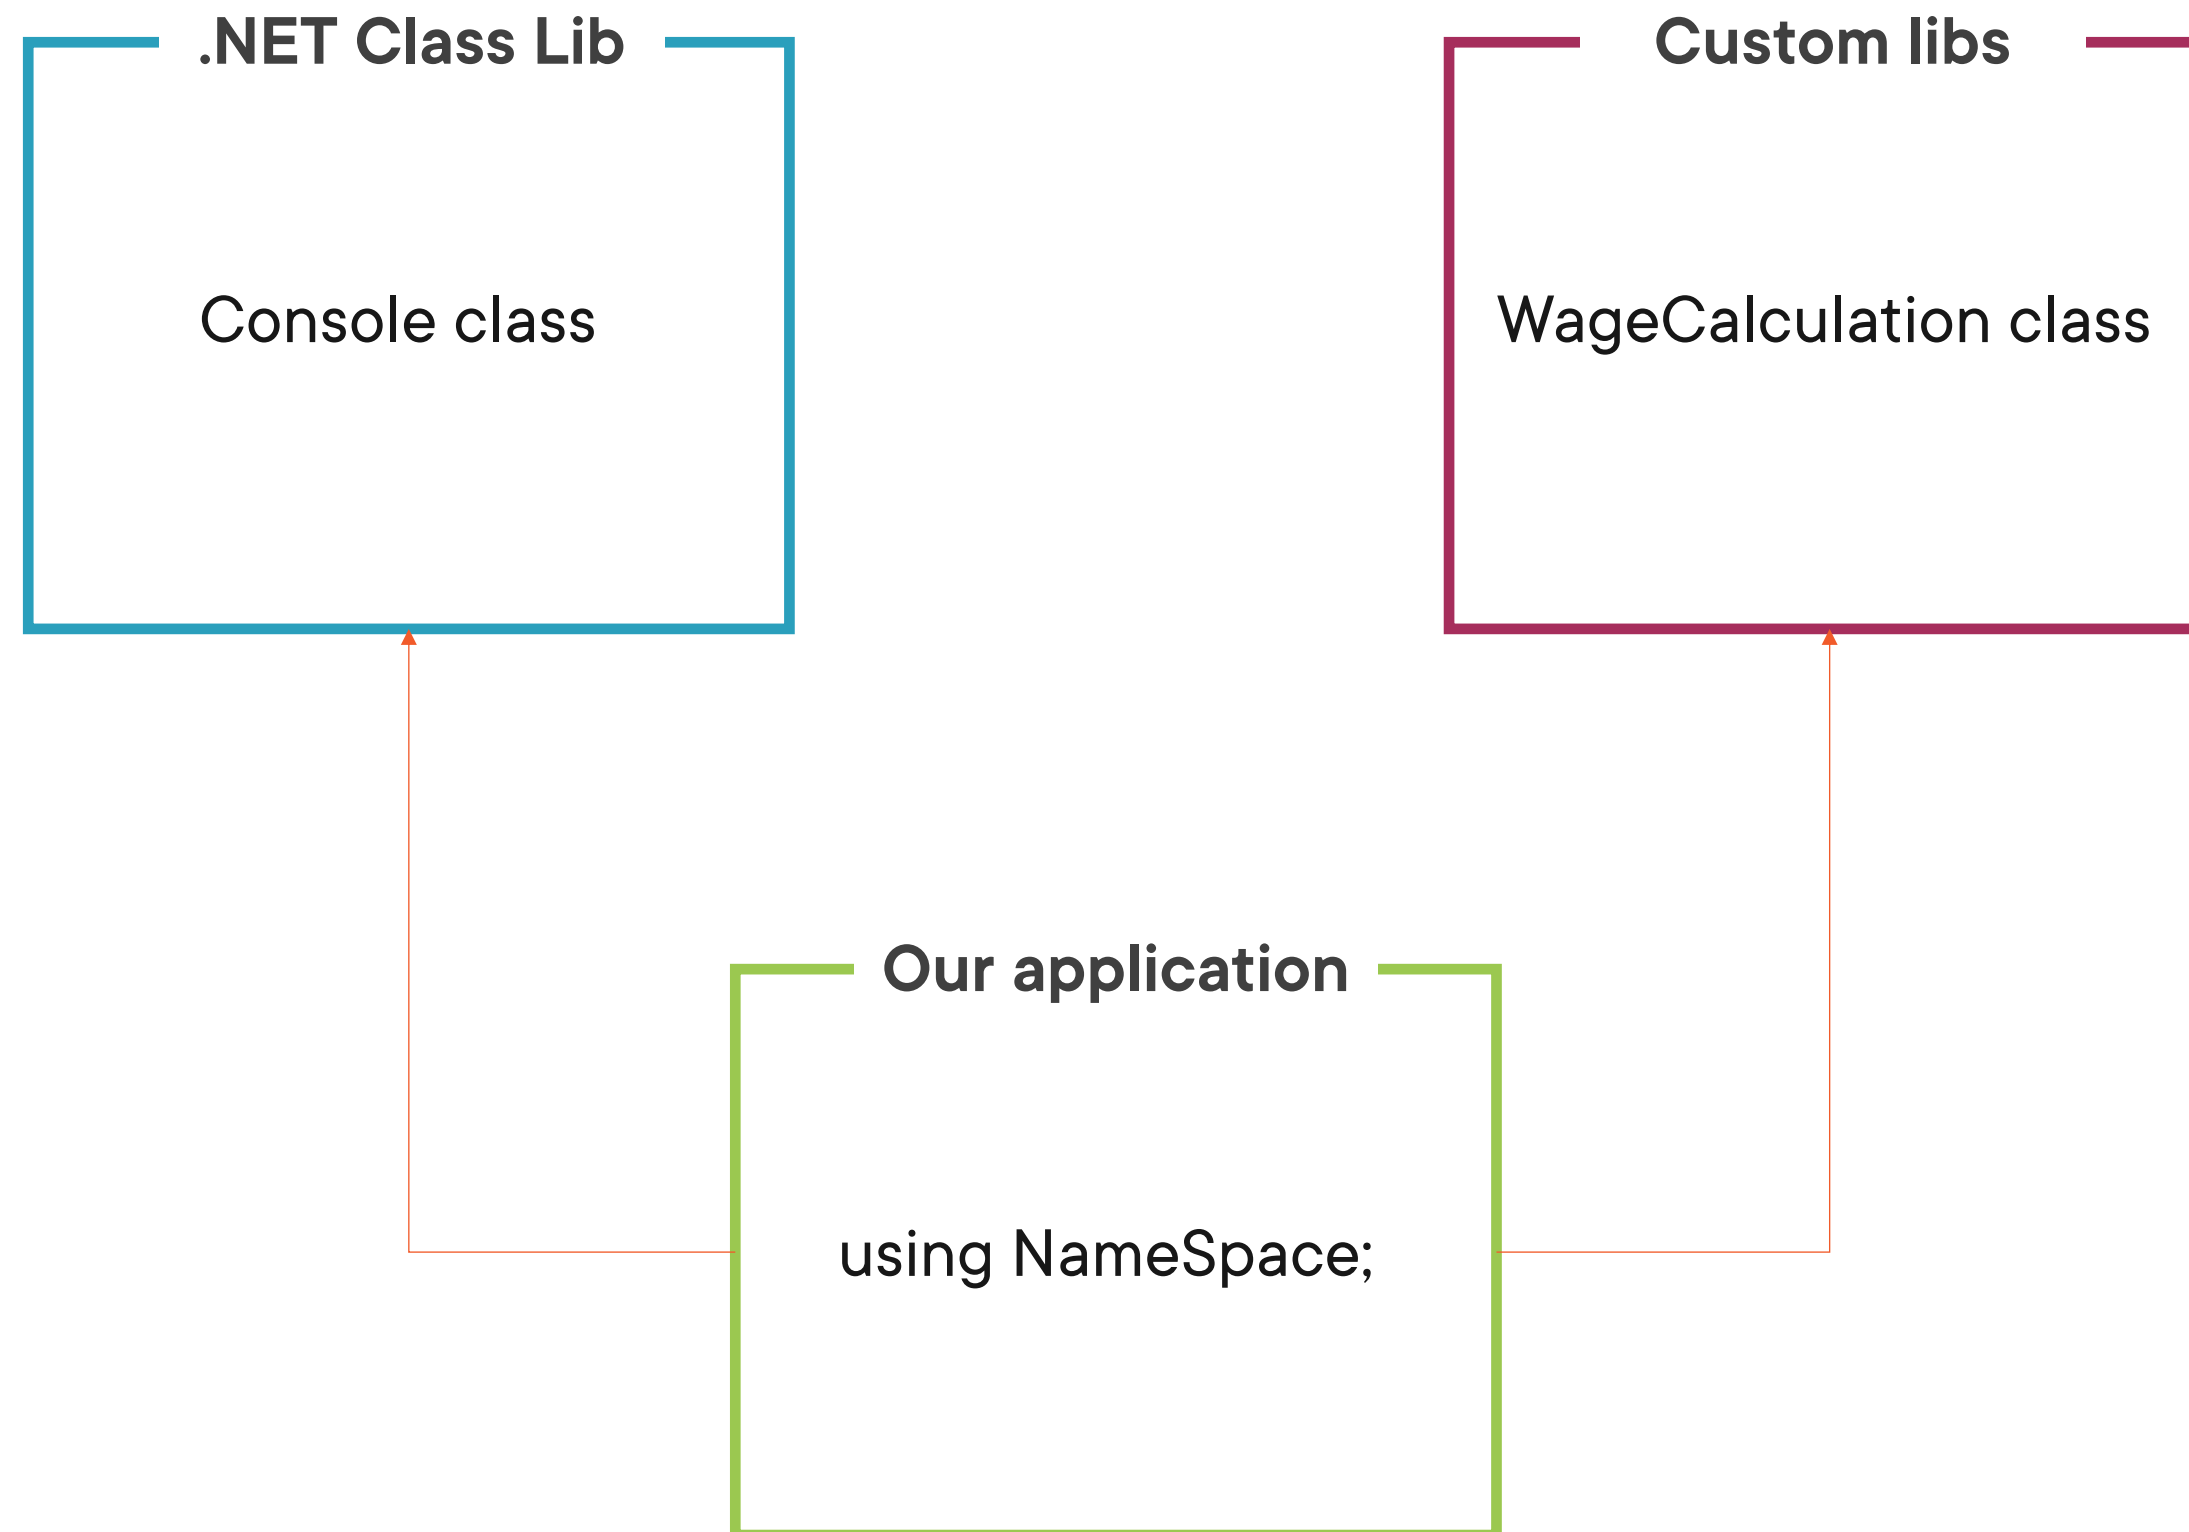 .NET Class Lib
Custom libs
Console class
WageCalculation class
Our application
using NameSpace;